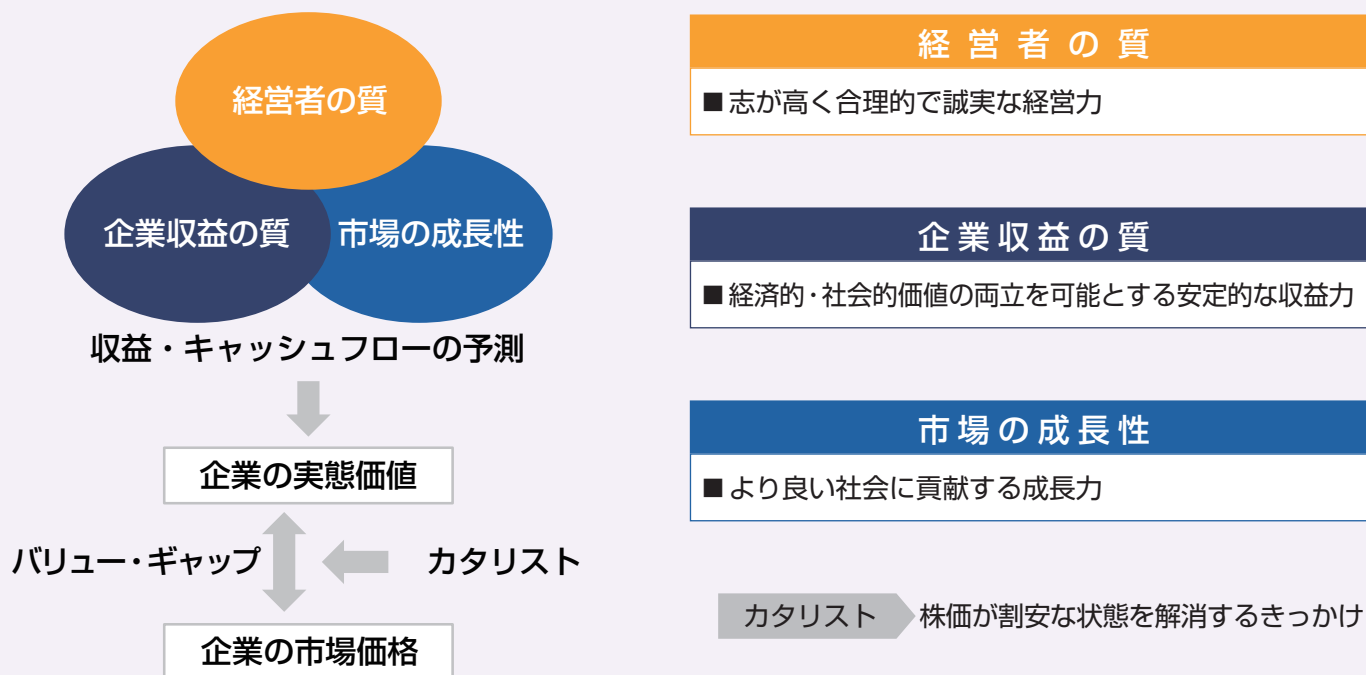 経営者の質
企業収益の質
市場の成長性
収益・キャッシュフローの予測
企業の実態価値
バリュー・ギャップ
カタリスト
企業の市場価格
経営者の質
■志が高く合理的で誠実な経営力
企業収益の質
■経済的・社会的価値の両立を可能とする安定的な収益力
市場の成長性
■より良い社会に貢献する成長力
カタリスト
株価が割安な状態を解消するきっかけ